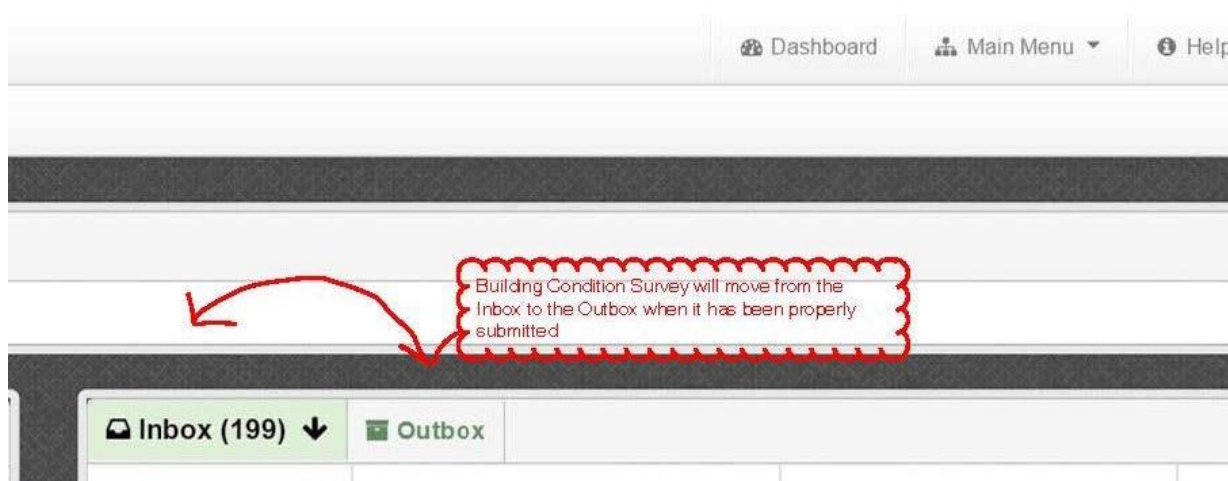 Dashboard Main Menu Help
Building Condition Survey will move from the
Inbox to the Outbox when it has been properly
submitted
Inbox (199) Outbox